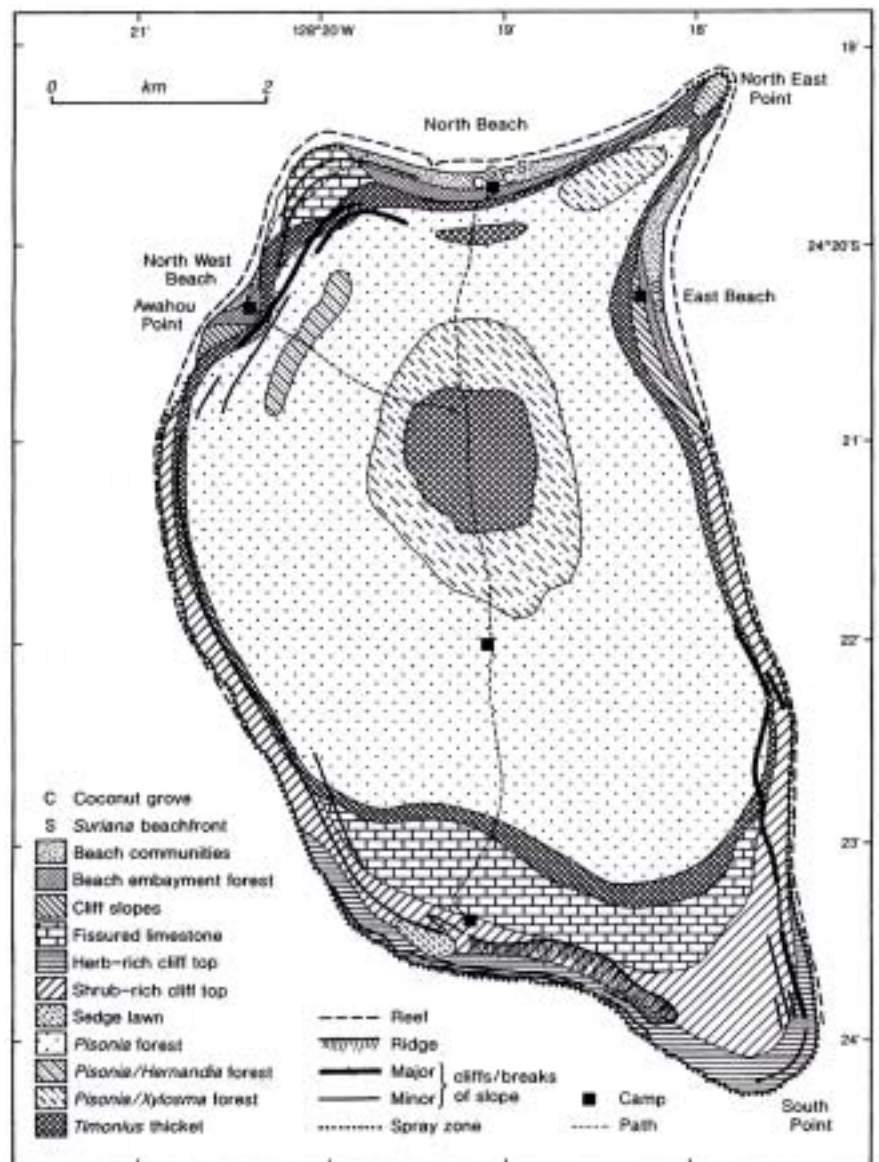 21'
128°20'W
19'
18'
19'
0 km 2
North East
Point
North Beach
S
C
North West
Beach
24°20'S
Awahou
Point
East Beach
21'
22'
C Coconut grove
S Suriana beachfront
Beach communities
Beach embayment forest
Cliff slopes
Fissured limestone
Herb-rich cliff top
Shrub-rich cliff top
Sedge lawn
Pisonia forest
Pisonia/Hernandia forest
Pisonia/Xylosma forest
Timonius thicket
23'
Reef
Ridge
Major
Minor
cliffs/breaks
of slope
Spray zone
Camp
Path
24'
South
Point